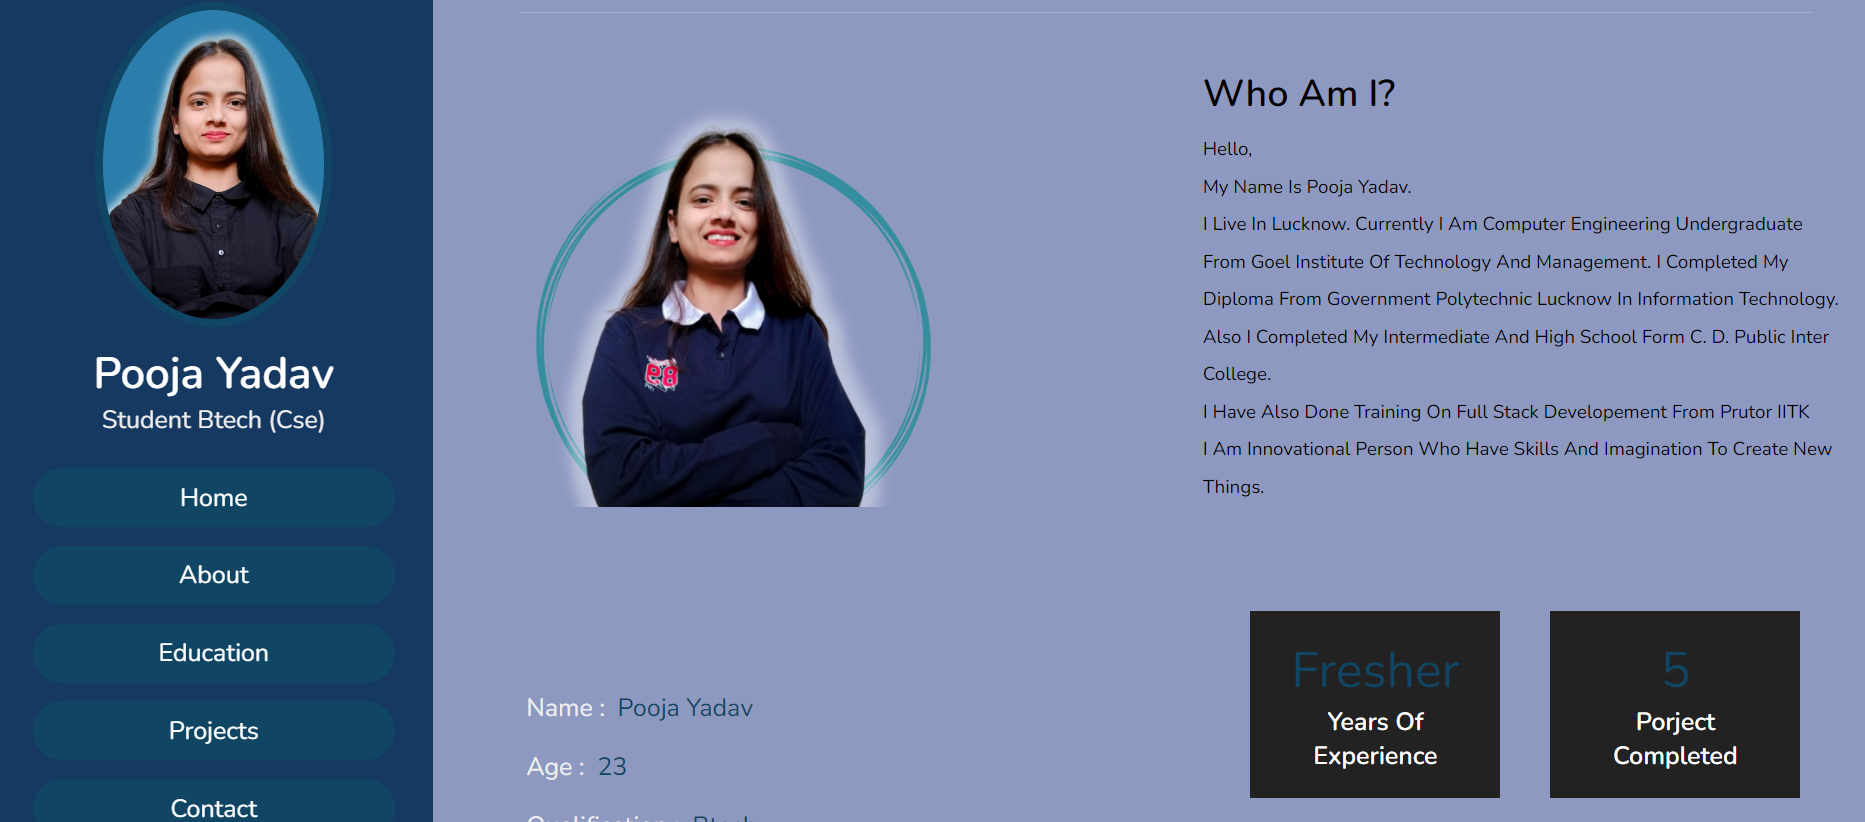 Pooja Yadav
Student Btech (Cse)
Home
About
Education
Projects
Contact
Who Am I?
Hello,
My Name Is Pooja Yadav.
I Live In Lucknow. Currently I Am Computer Engineering Undergraduate
From Goel Institute Of Technology And Management. I Completed My
Diploma From Government Polytechnic Lucknow In Information Technology.
Also I Completed My Intermediate And High School Form C. D. Public Inter
College.
I Have Also Done Training On Full Stack Developement From Prutor IITK
I Am Innovational Person Who Have Skills And Imagination To Create New
Things.
Name : Pooja Yadav
Age : 23
Qualification : Btech
Fresher
Years Of
Experience
5
Porject
Completed